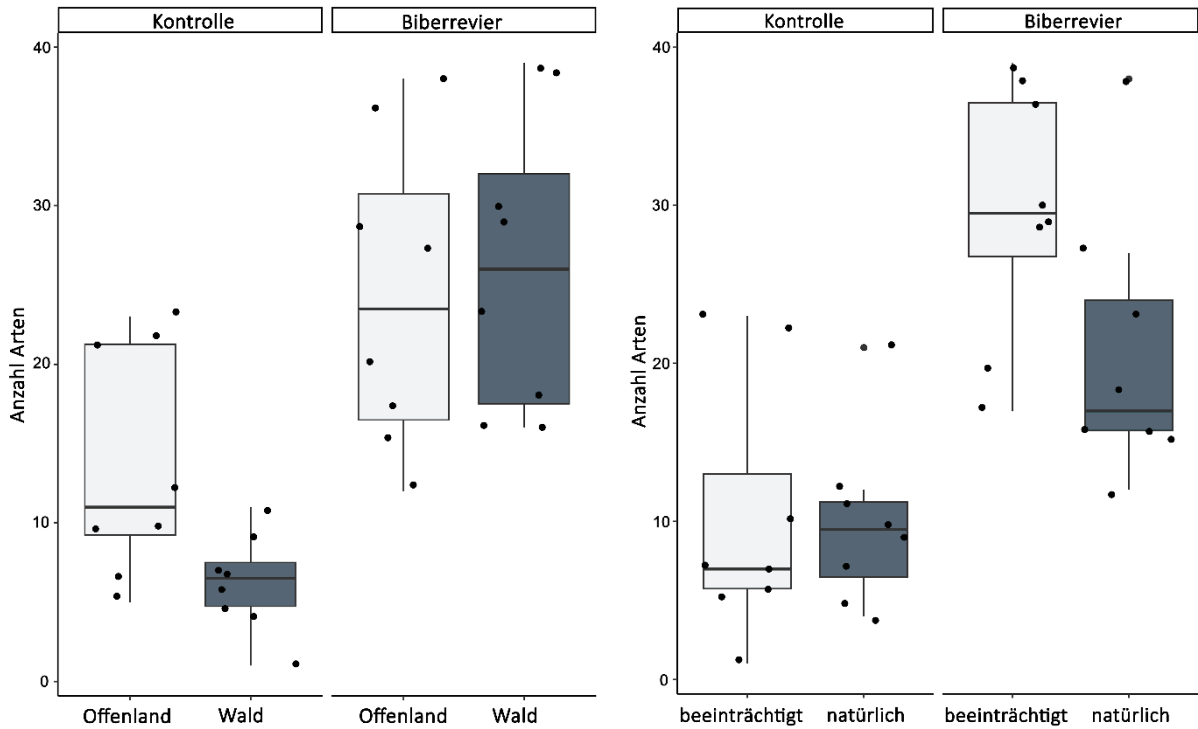 Kontrolle
Biberrevier
40
30
20
10
0
Anzahl Arten
Offenland
Wald
Offenland
Wald
Kontrolle
Biberrevier
40
30
20
10
0
Anzahl Arten
beeinträchtigt
natürlich
beeinträchtigt
natürlich